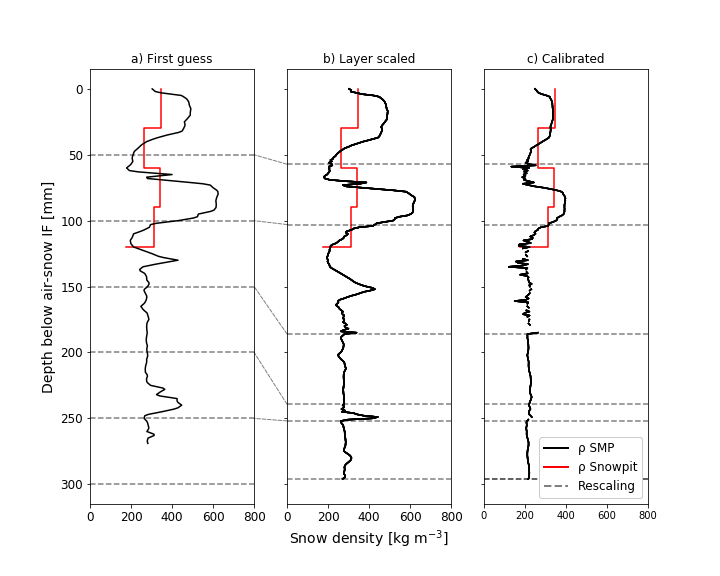 a) First guess
b) Layer scaled
c) Calibrated
Depth below air-snow IF [mm]
0
50
100
150
200
250
300
0 200 400 600 800
0 200 400 600 800
0 200 400 600 800
Snow density [kg m⁻³]
ρ SMP
ρ Snowpit
Rescaling